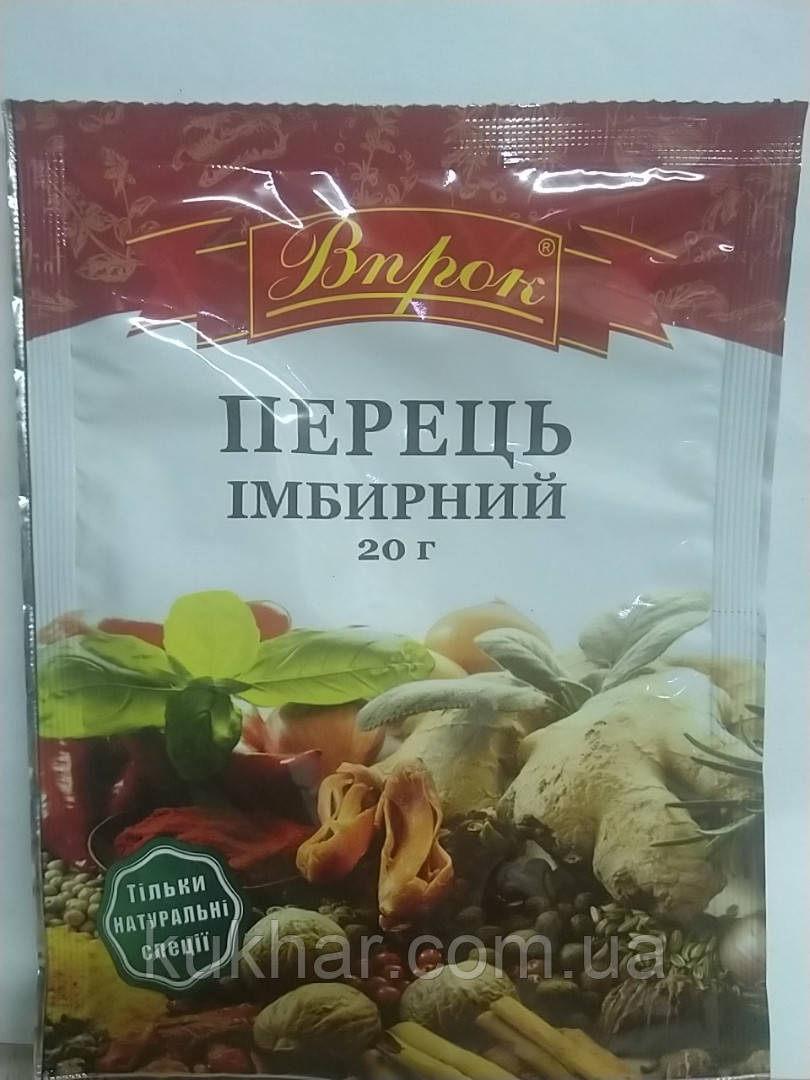 Впрок®
ПЕРЕЦЬ
ІМБИРНИЙ
20 г
Тільки
натуральні
спеції
kukhar.com.ua